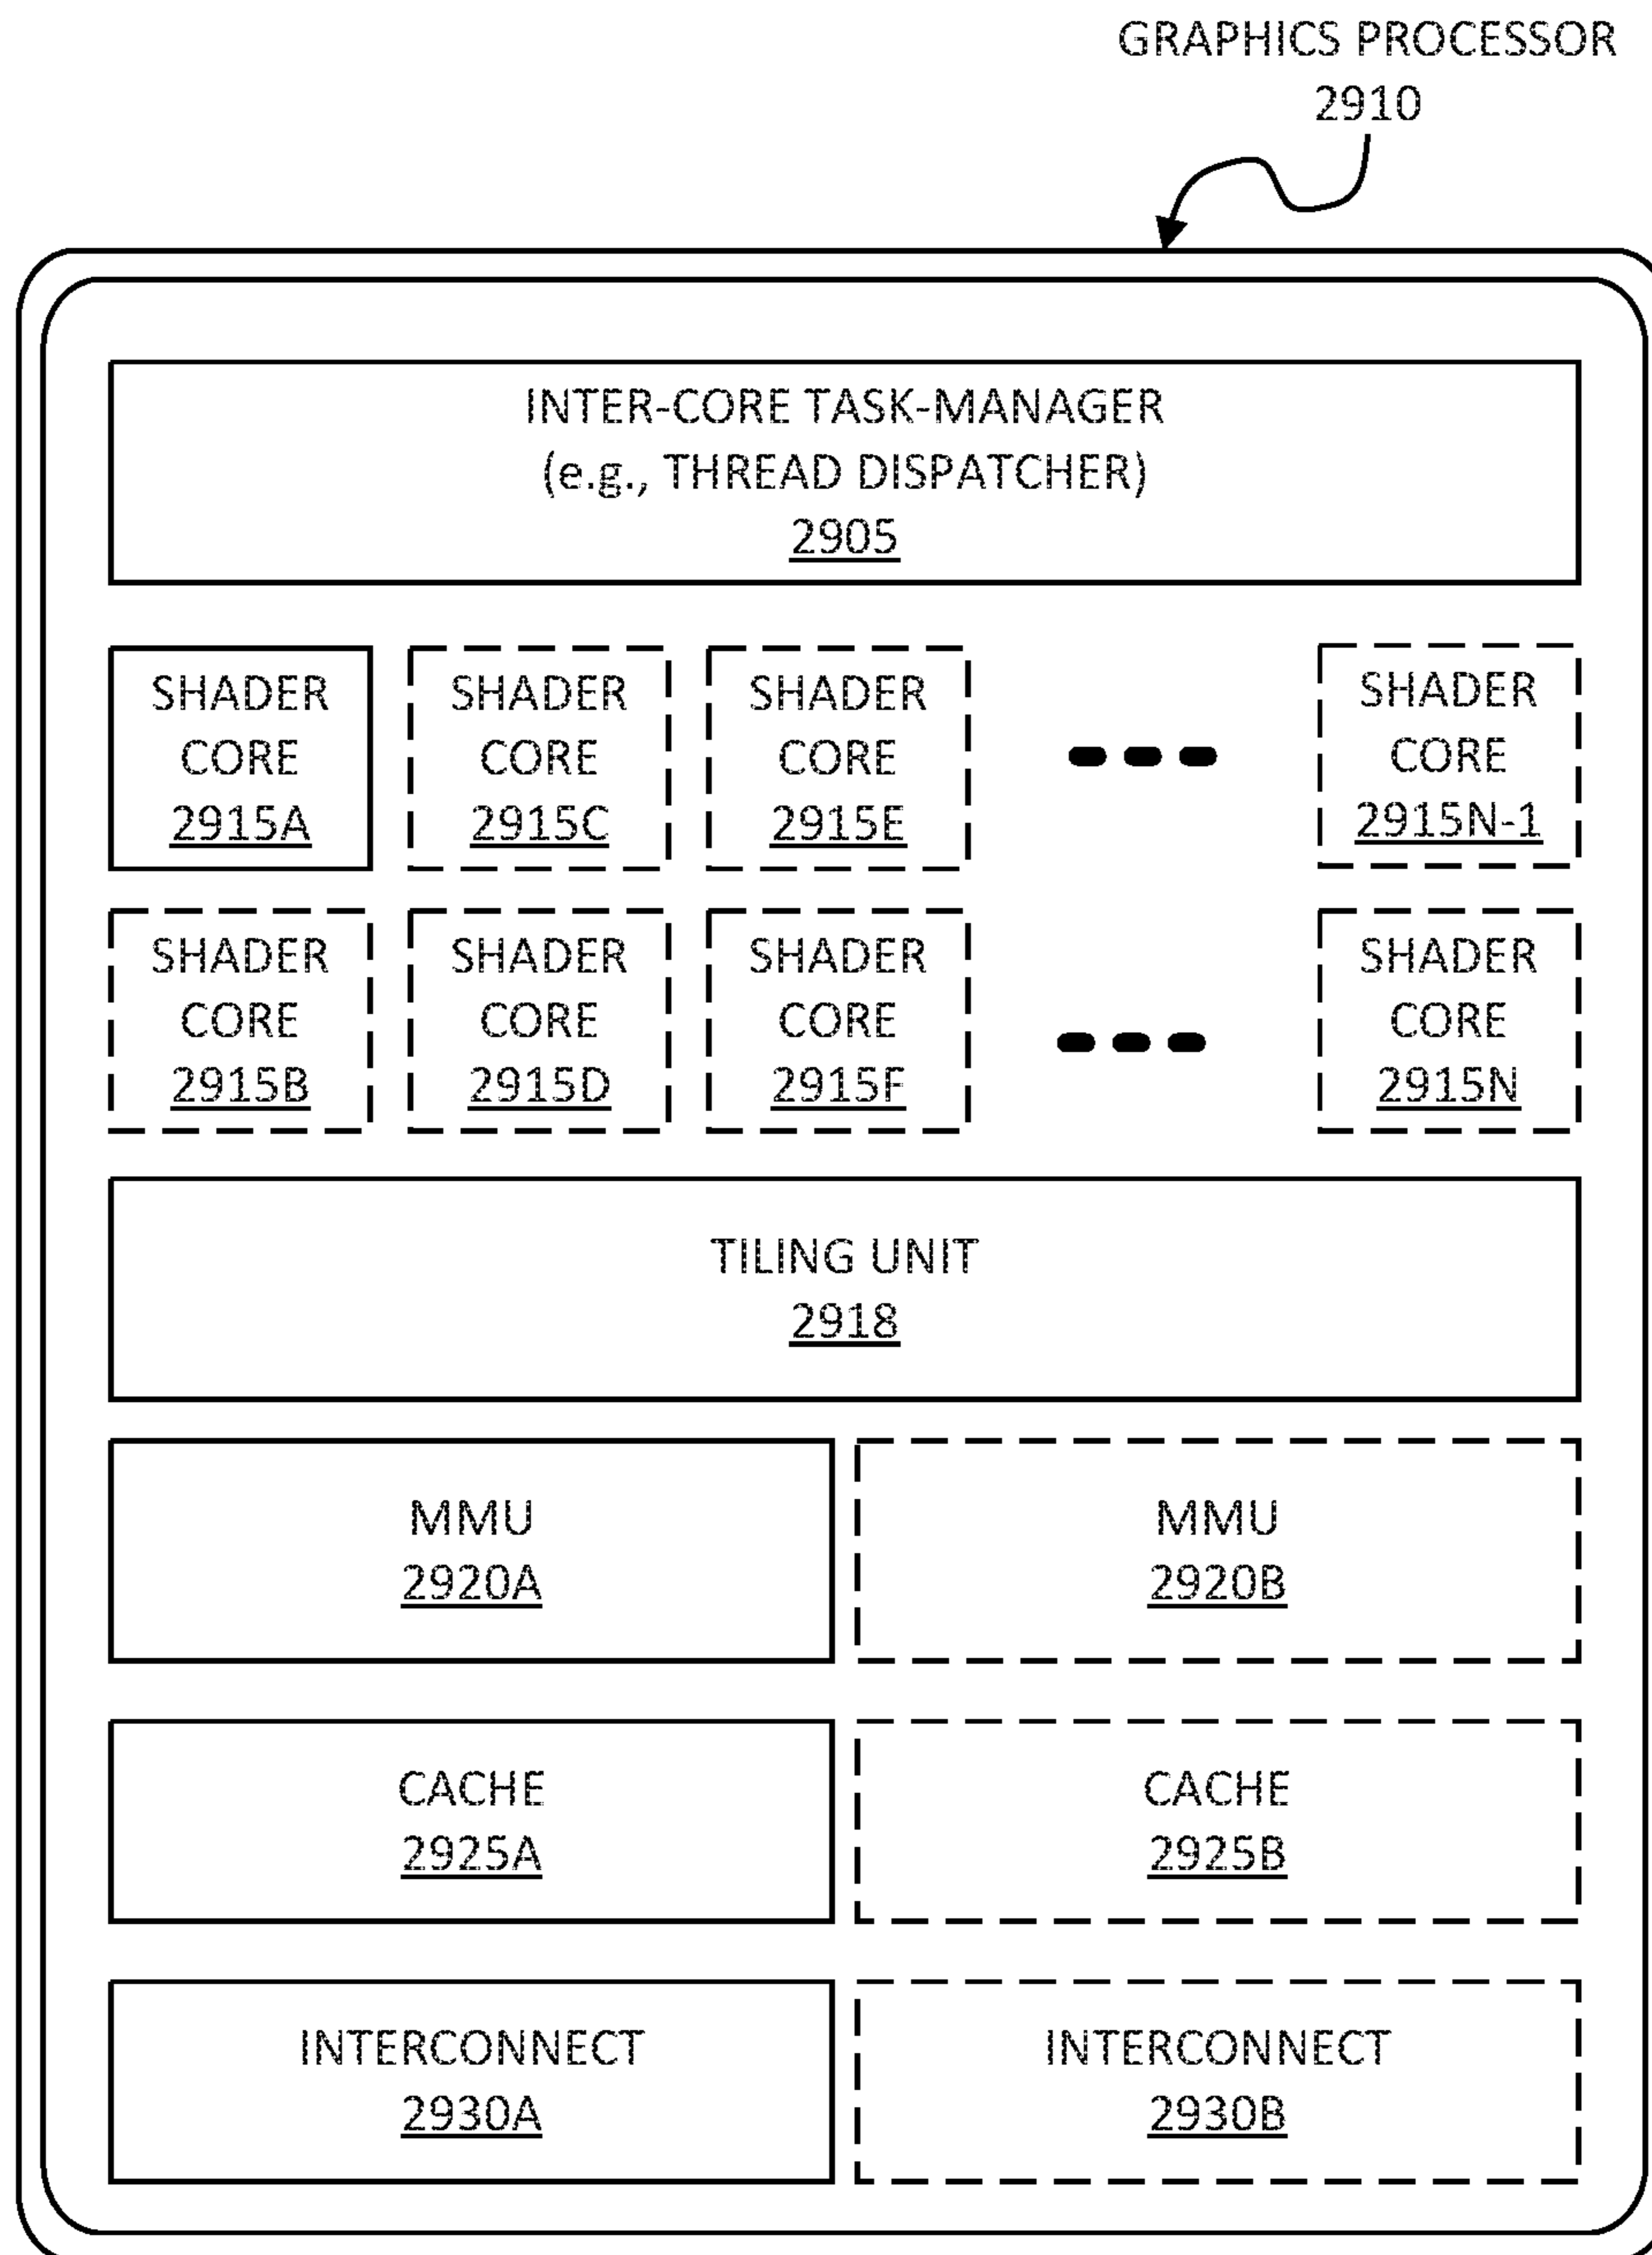 GRAPHICS PROCESSOR
2910
INTER-CORE TASK-MANAGER
(e.g., THREAD DISPATCHER)
2905
SHADER
CORE
2915A
SHADER
CORE
2915C
SHADER
CORE
2915E
SHADER
CORE
2915N-1
SHADER
CORE
2915B
SHADER
CORE
2915D
SHADER
CORE
2915F
SHADER
CORE
2915N
TILING UNIT
2918
MMU
2920A
MMU
2920B
CACHE
2925A
CACHE
2925B
INTERCONNECT
2930A
INTERCONNECT
2930B